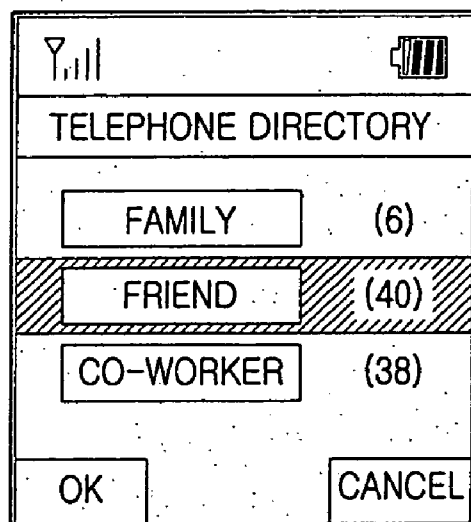 TELEPHONE DIRECTORY
FAMILY (6)
FRIEND (40)
CO-WORKER (38)
OK CANCEL